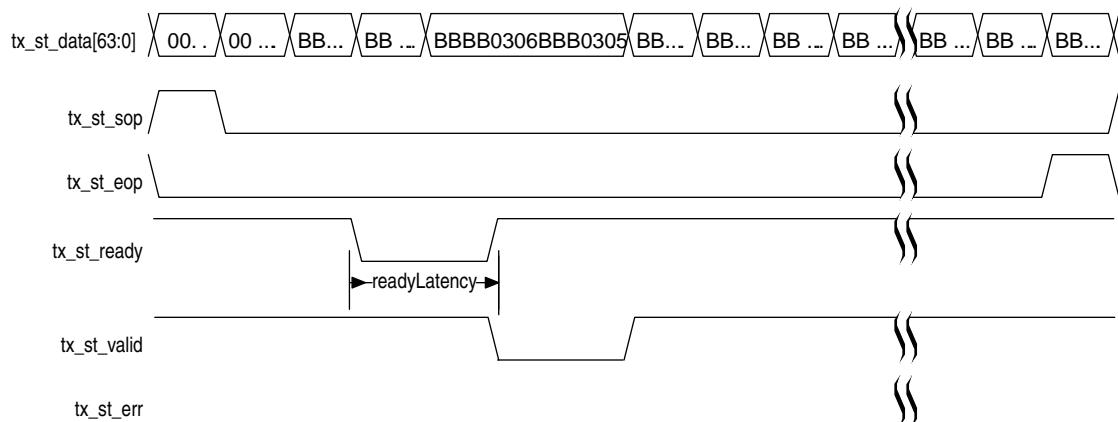 tx_st_data[63:0] 00. . 00 ... BB... BB ... BBBB0306BBB0305 BB... BB... BB ... BB ... BB ... BB ... BB...
tx_st_sop
tx_st_eop
tx_st_ready
readyLatency
tx_st_valid
tx_st_err